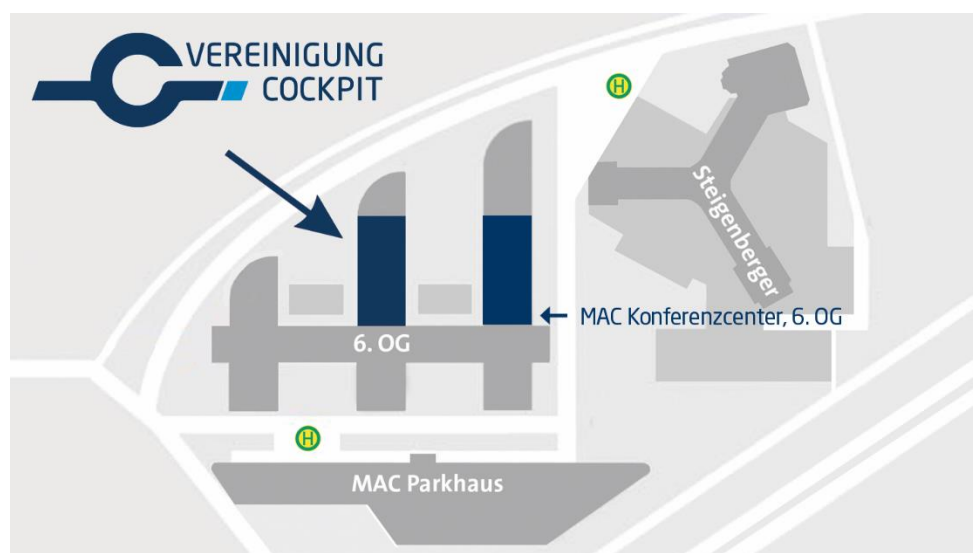 VEREINIGUNG
COCKPIT
H
Steigenberger
MAC Konferenzcenter, 6. OG
6. OG
H
MAC Parkhaus